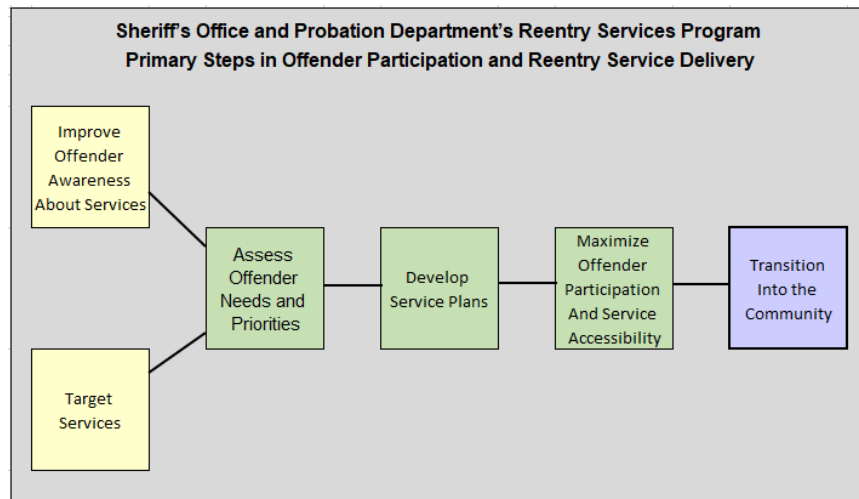 Sheriff's Office and Probation Department's Reentry Services Program
Primary Steps in Offender Participation and Reentry Service Delivery
Improve
Offender
Awareness
About Services
Target
Services
Assess
Offender
Needs and
Priorities
Develop
Service Plans
Maximize
Offender
Participation
And Service
Accessibility
Transition
Into the
Community